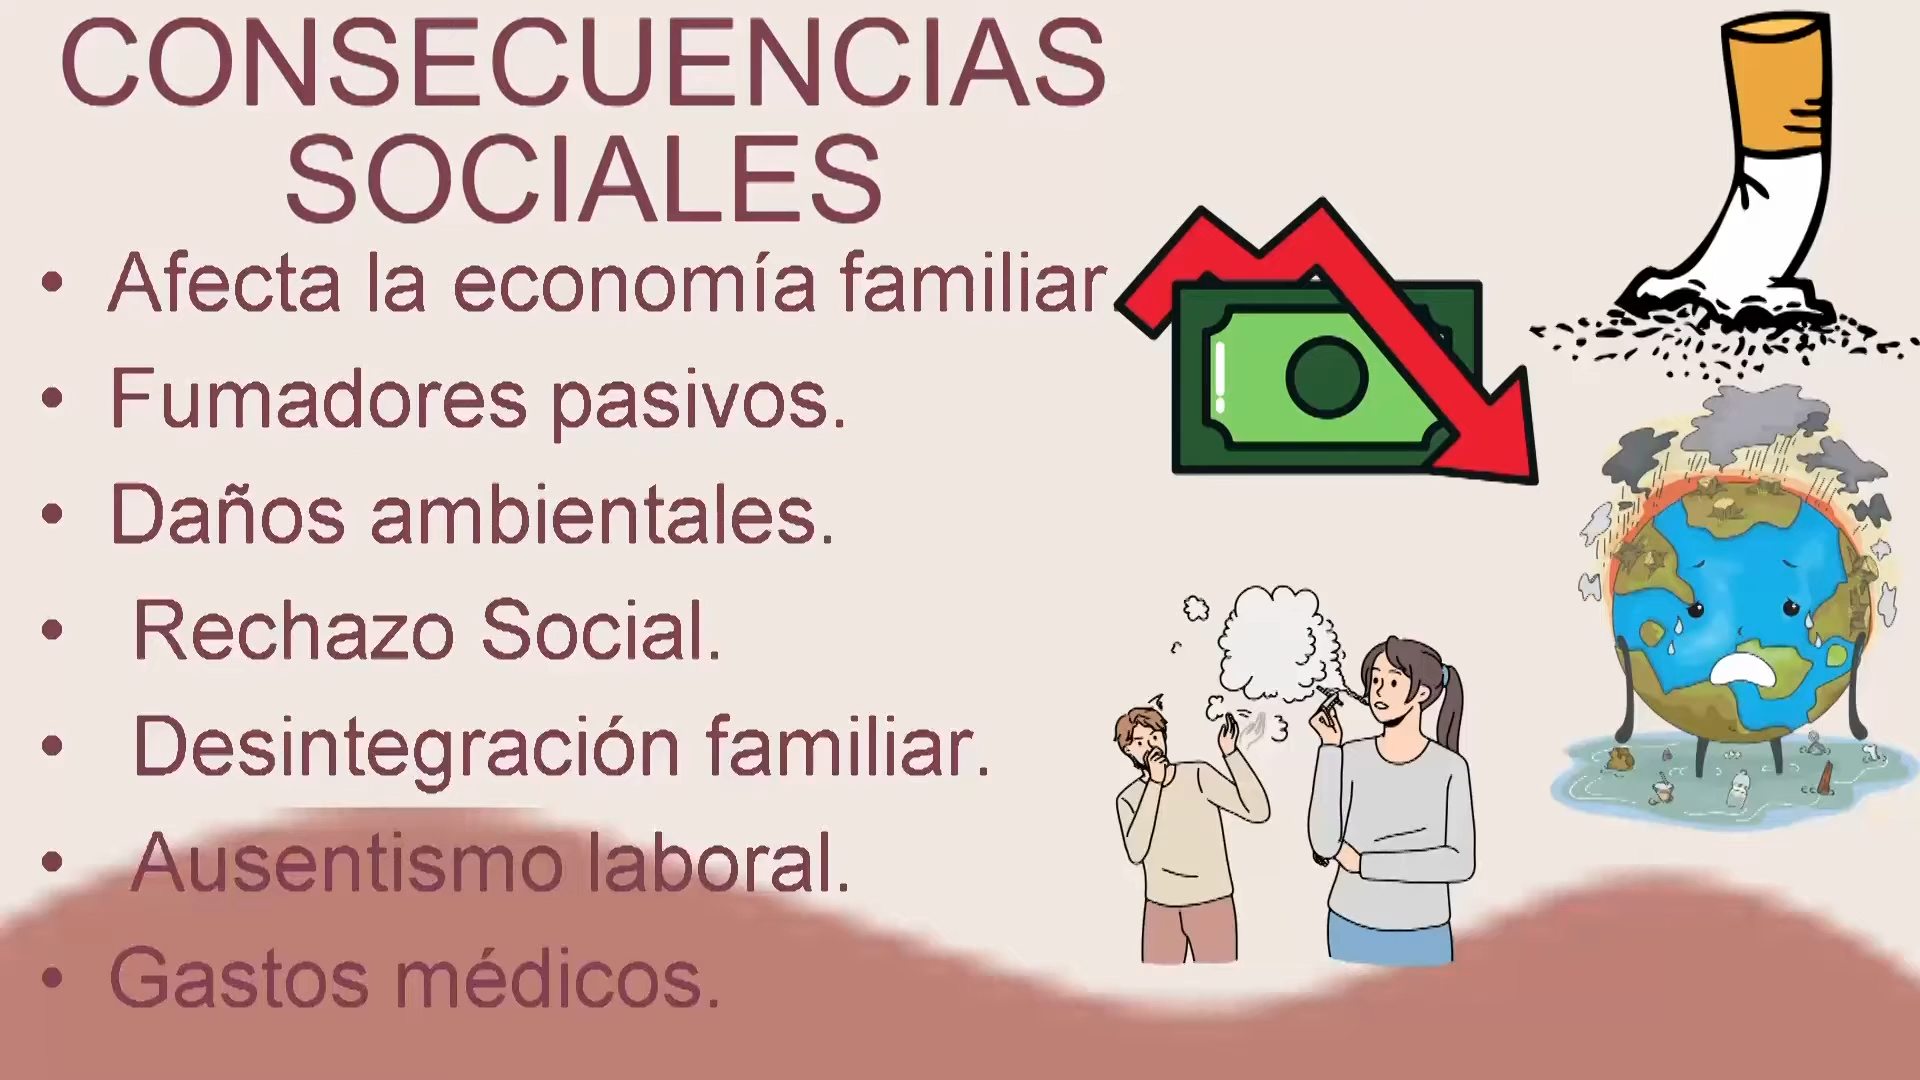 CONSECUENCIAS
SOCIALES
• Afecta la economía familiar.
• Fumadores pasivos.
• Daños ambientales.
• Rechazo Social.
• Desintegración familiar.
• Ausentismo laboral.
• Gastos médicos.